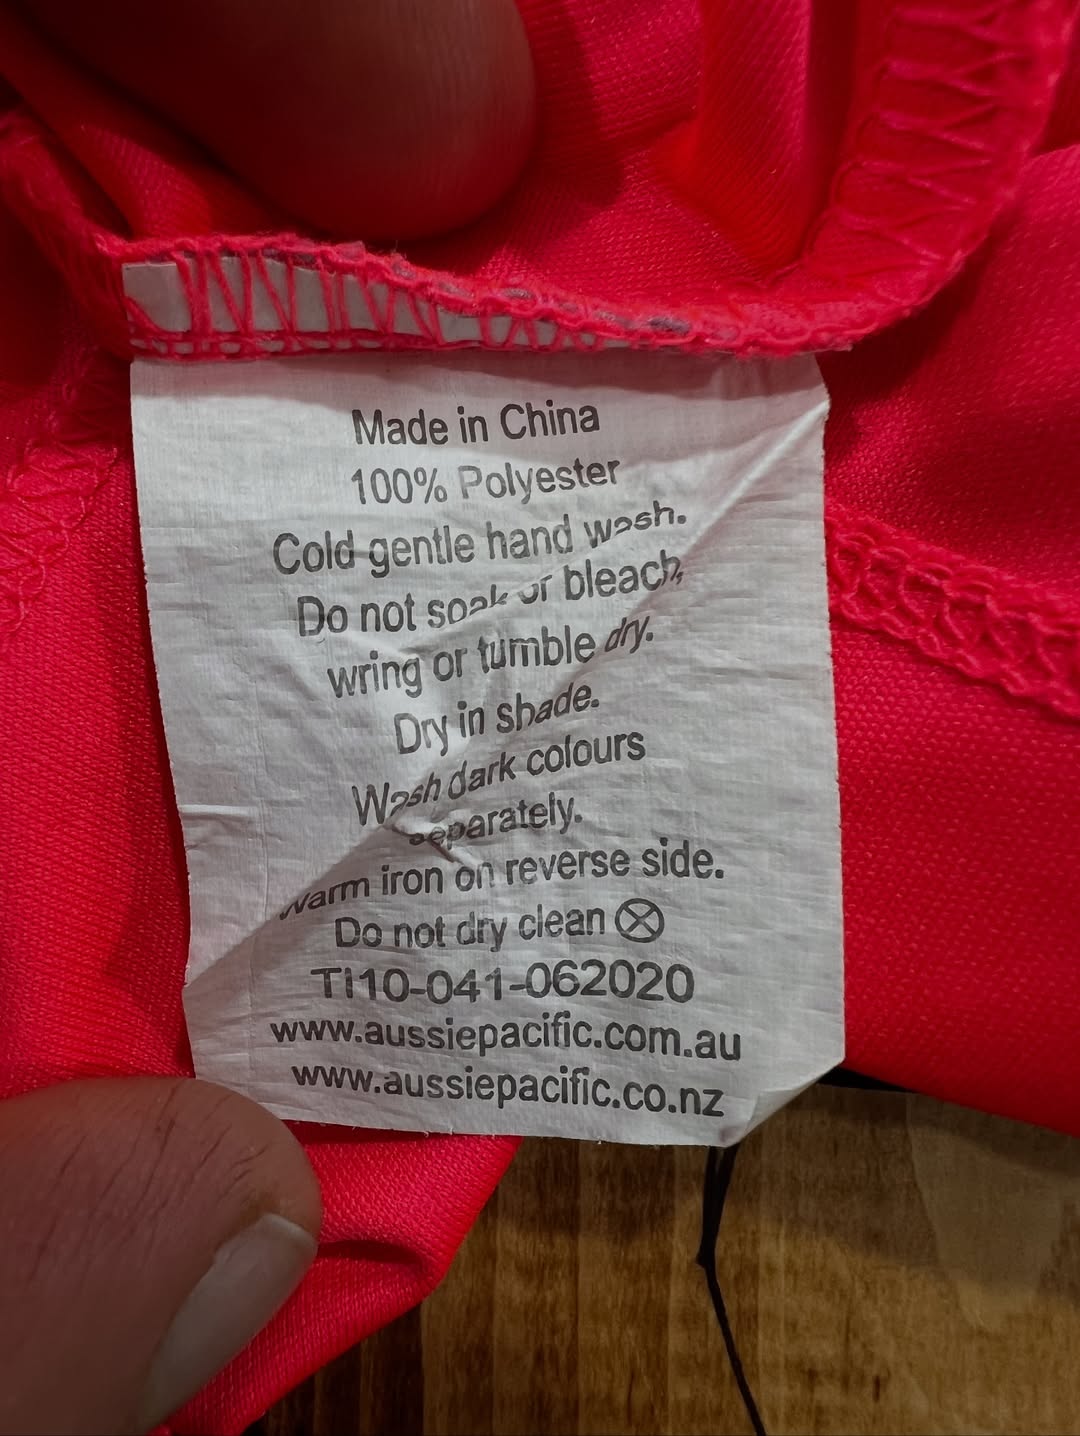 Made in China
100% Polyester
Cold gentle hand wash.
Do not soak or bleach,
wring or tumble dry.
Dry in shade.
Wash dark colours
separately.
Warm iron on reverse side.
Do not dry clean ⊗
TI10-041-062020
www.aussiepacific.com.au
www.aussiepacific.co.nz